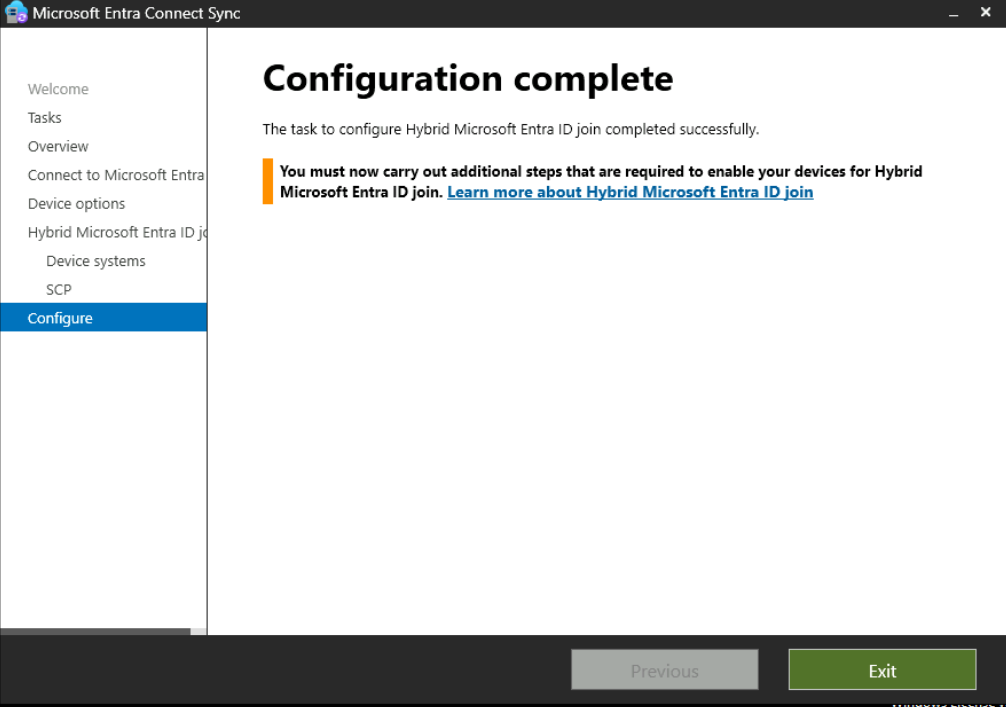 Microsoft Entra Connect Sync
Welcome
Tasks
Overview
Connect to Microsoft Entra
Device options
Hybrid Microsoft Entra ID jo
Device systems
SCP
Configure
Configuration complete
The task to configure Hybrid Microsoft Entra ID join completed successfully.
You must now carry out additional steps that are required to enable your devices for Hybrid
Microsoft Entra ID join. Learn more about Hybrid Microsoft Entra ID join
Previous
Exit
Windows License